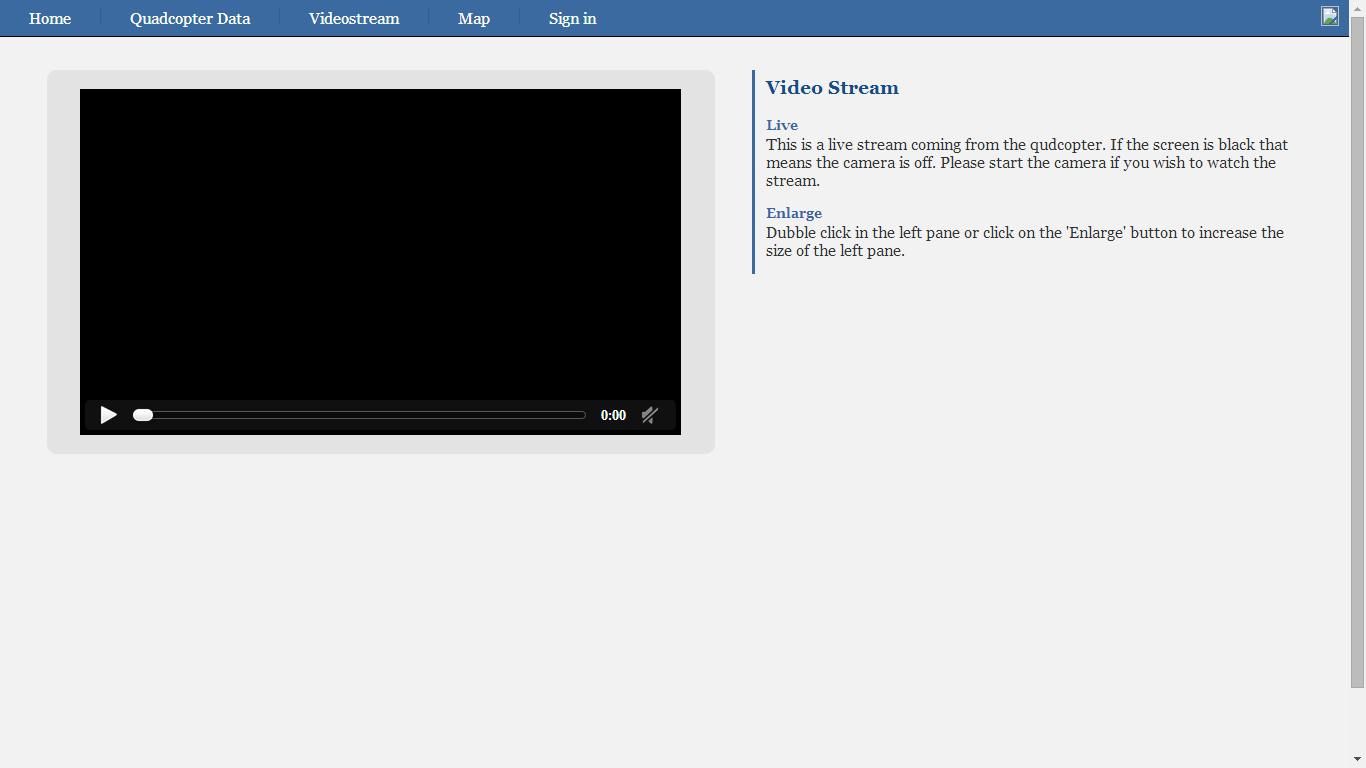 Home Quadcopter Data Videostream Map Sign in
Video Stream
Live
This is a live stream coming from the qudcopter. If the screen is black that
means the camera is off. Please start the camera if you wish to watch the
stream.
Enlarge
Dubble click in the left pane or click on the 'Enlarge' button to increase the
size of the left pane.
0:00